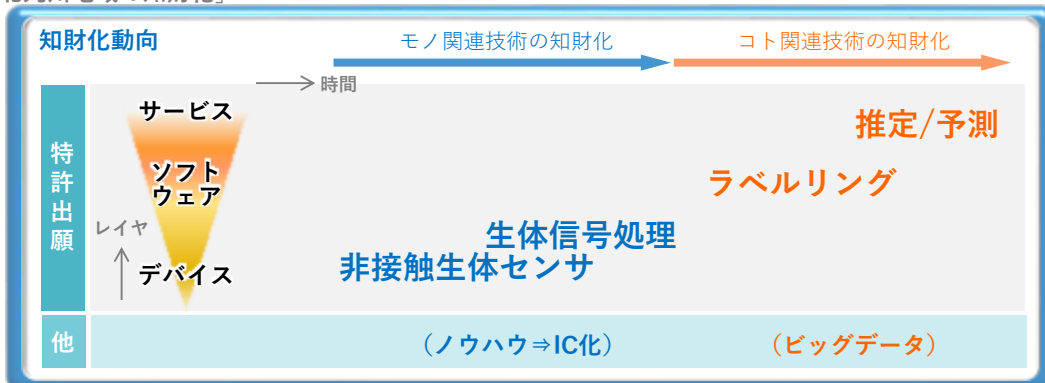 知財化動向
モノ関連技術の知財化
コト関連技術の知財化
時間
特許出願
サービス
ソフト
ウェア
レイヤ
デバイス
推定/予測
ラベルリング
生体信号処理
非接触生体センサ
他
（ノウハウ⇒IC化）
（ビッグデータ）